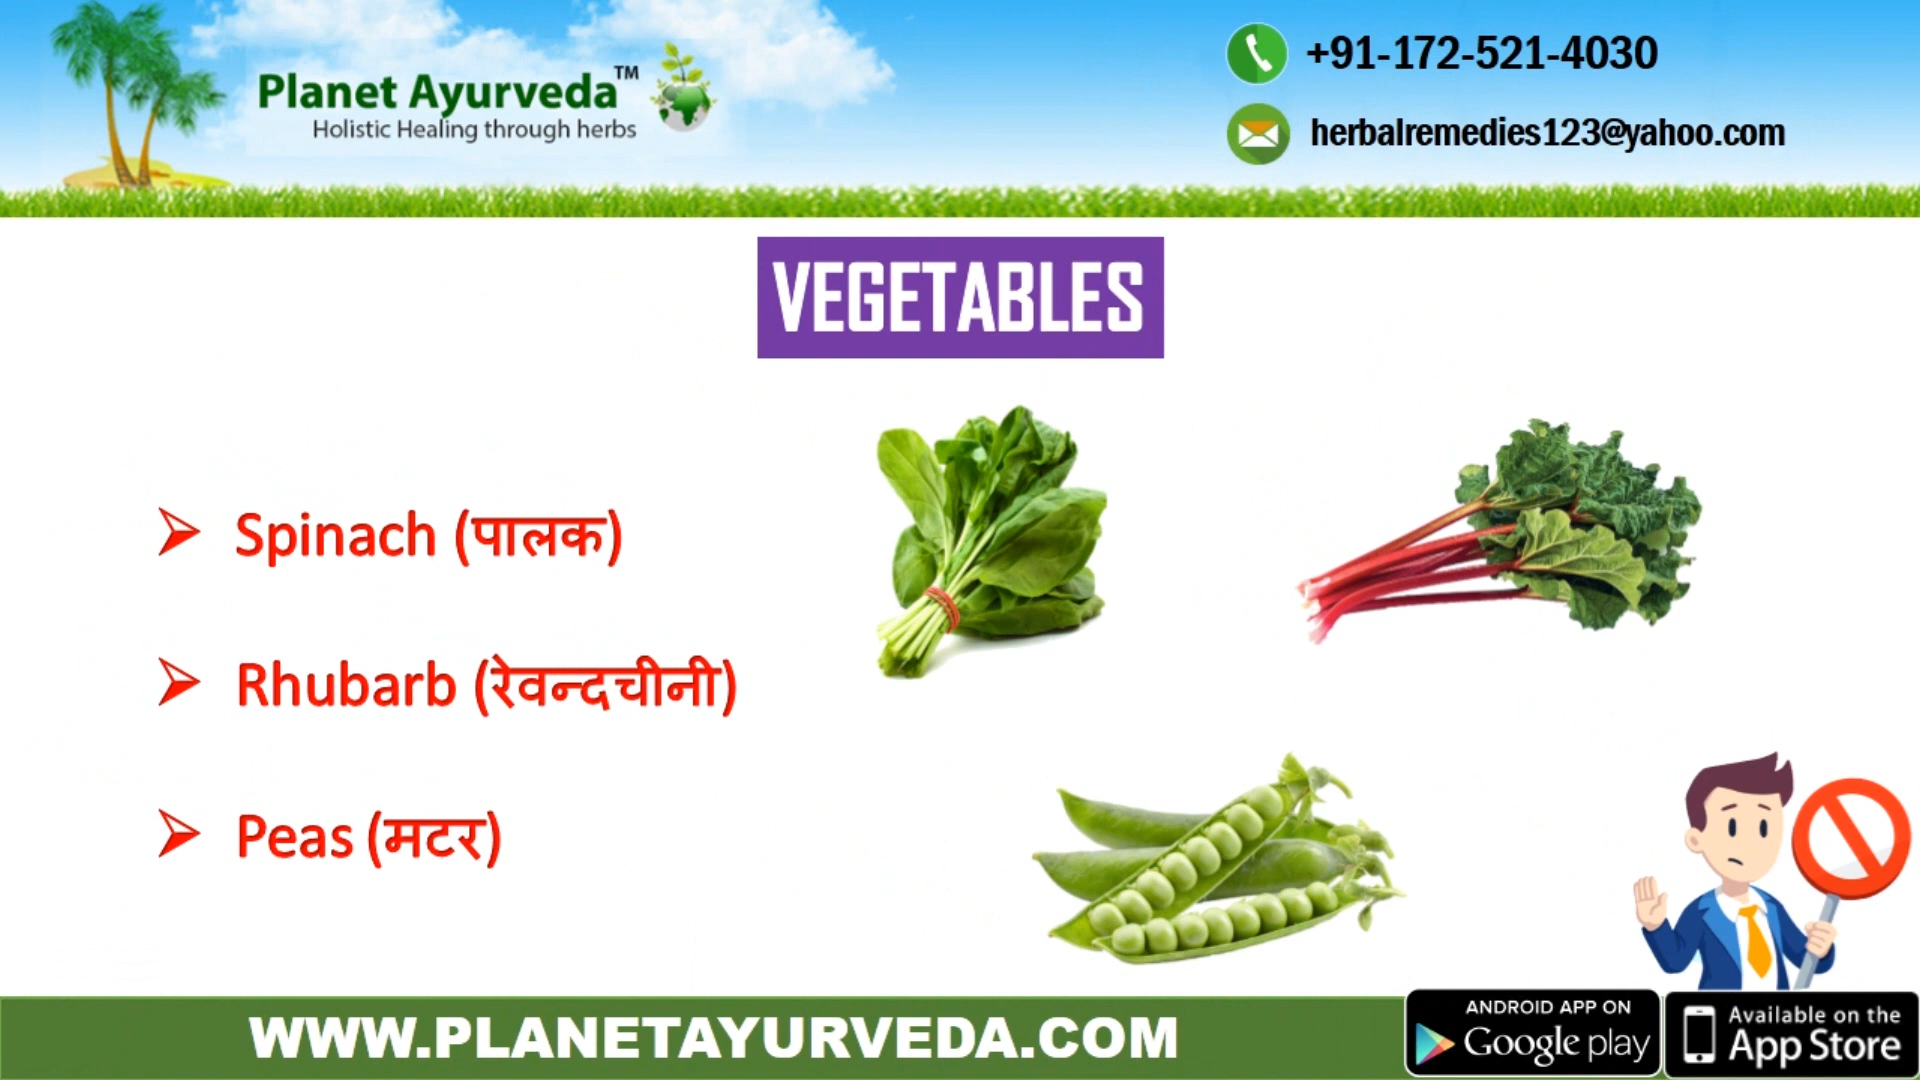 Planet Ayurveda™
Holistic Healing through herbs
+91-172-521-4030
herbalremedies123@yahoo.com
VEGETABLES
Spinach (पालक)
Rhubarb (रेवन्दचीनी)
Peas (मटर)
WWW.PLANETAYURVEDA.COM
ANDROID APP ON
Google play
Available on the
App Store